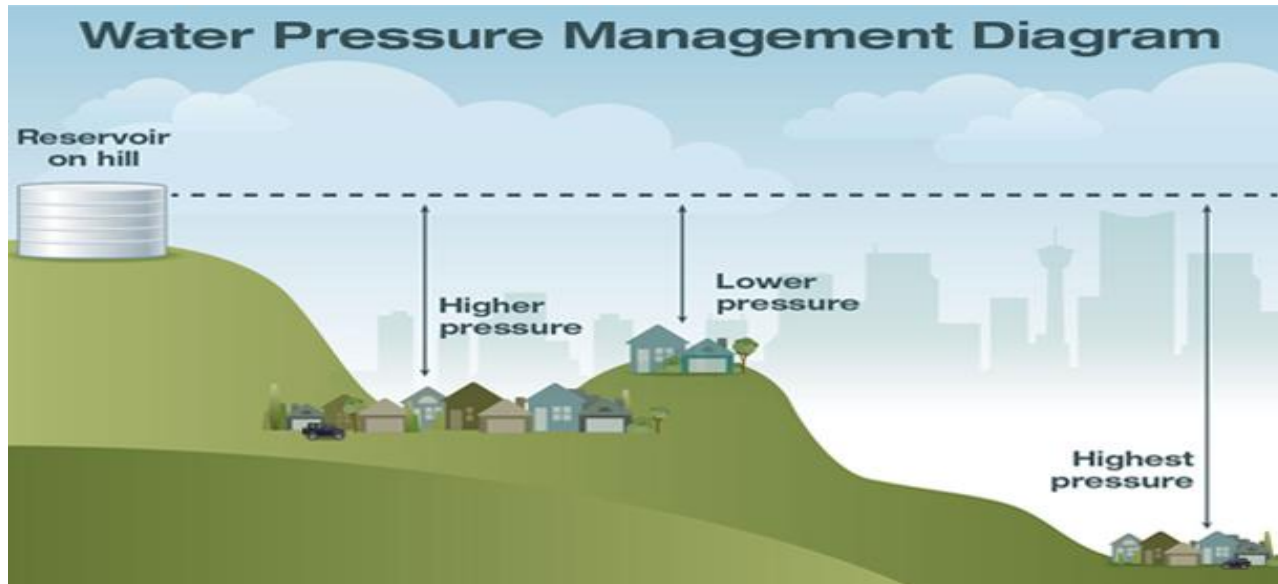 Water Pressure Management Diagram
Reservoir
on hill
Higher
pressure
Lower
pressure
Highest
pressure